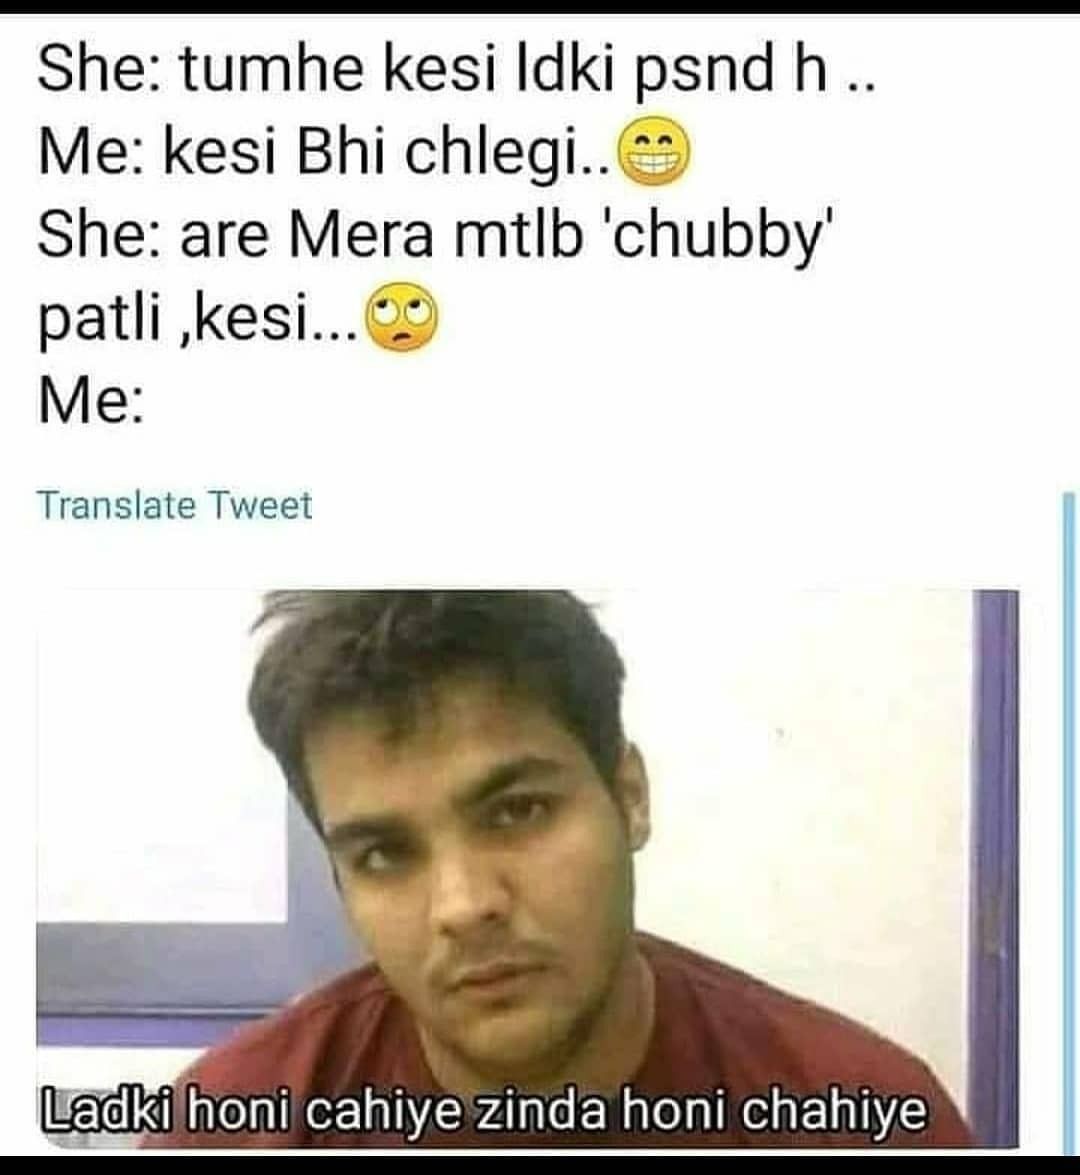 She: tumhe kesi ldki psnd h ..
Me: kesi Bhi chlegi..😁
She: are Mera mtlb 'chubby'
patli ,kesi...🙄
Me:
Translate Tweet
Ladki honi cahiye zinda honi chahiye